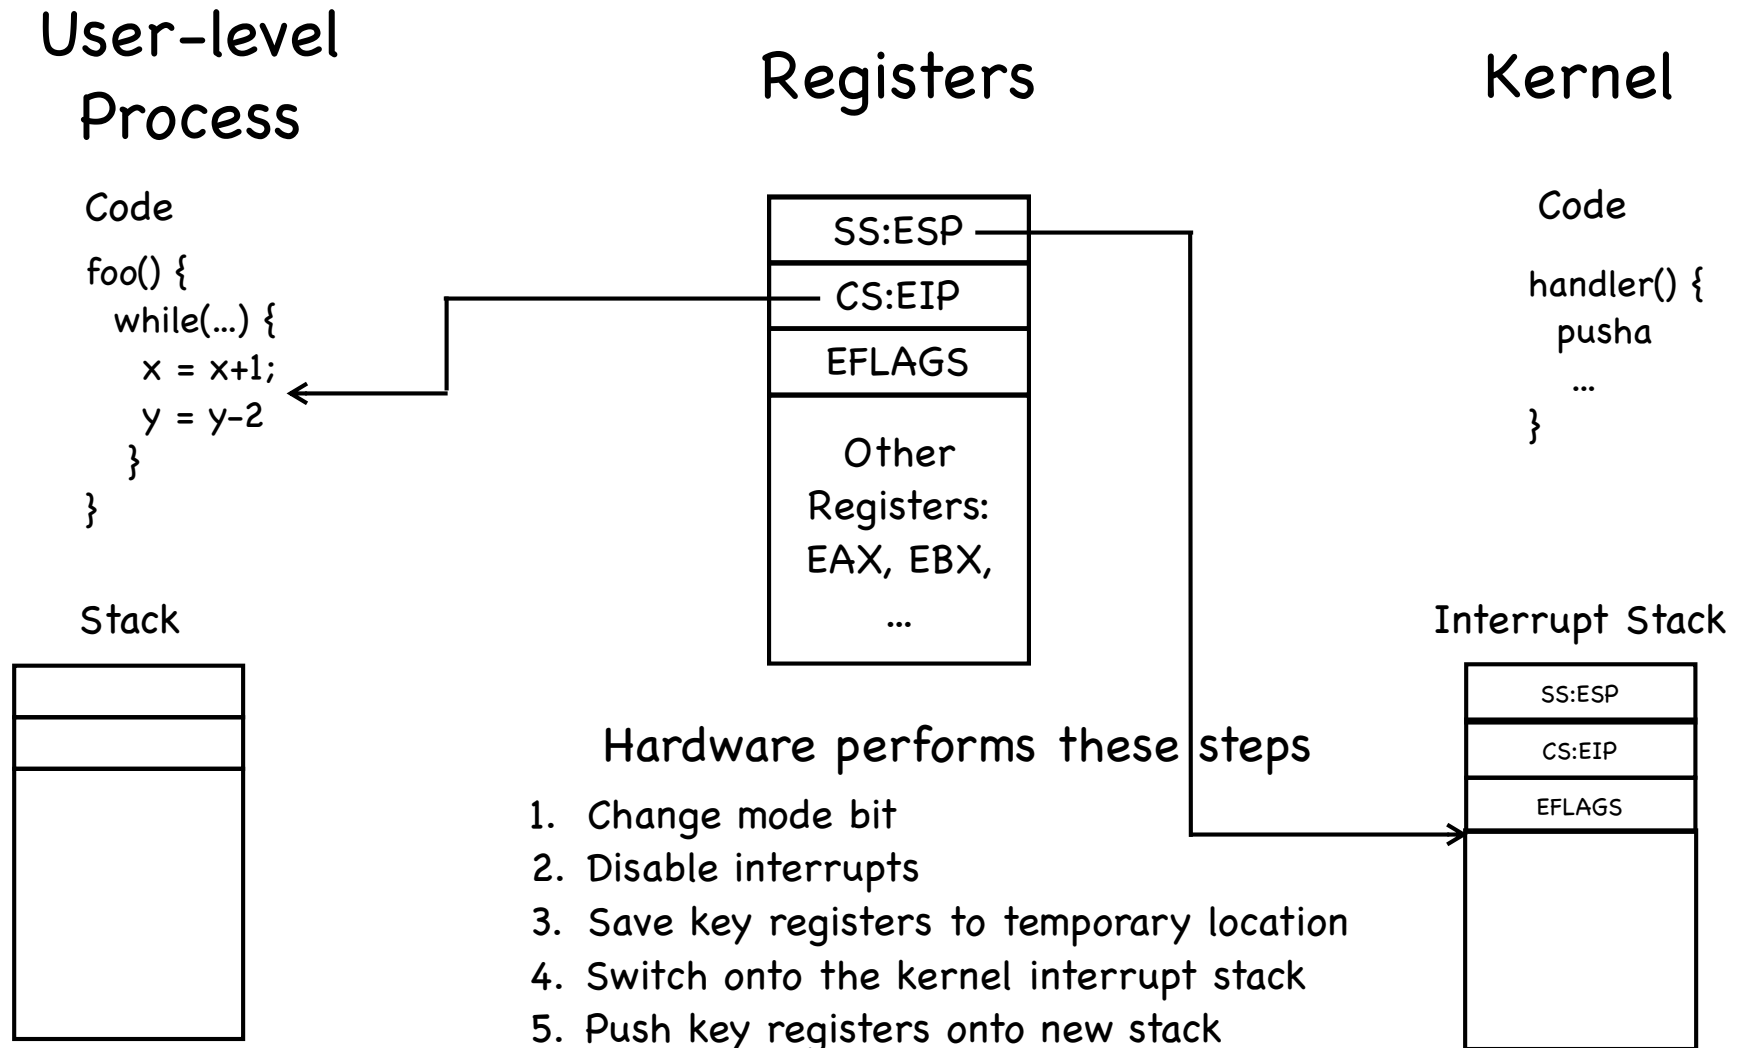 User-level
Process
Registers
Kernel
Code
foo() {
while(...) {
x = x+1;
y = y-2
}
}
Stack
SS:ESP
CS:EIP
EFLAGS
Other
Registers:
EAX, EBX,
...
Code
handler() {
pusha
...
}
Interrupt Stack
SS:ESP
CS:EIP
EFLAGS
Hardware performs these steps
1. Change mode bit
2. Disable interrupts
3. Save key registers to temporary location
4. Switch onto the kernel interrupt stack
5. Push key registers onto new stack